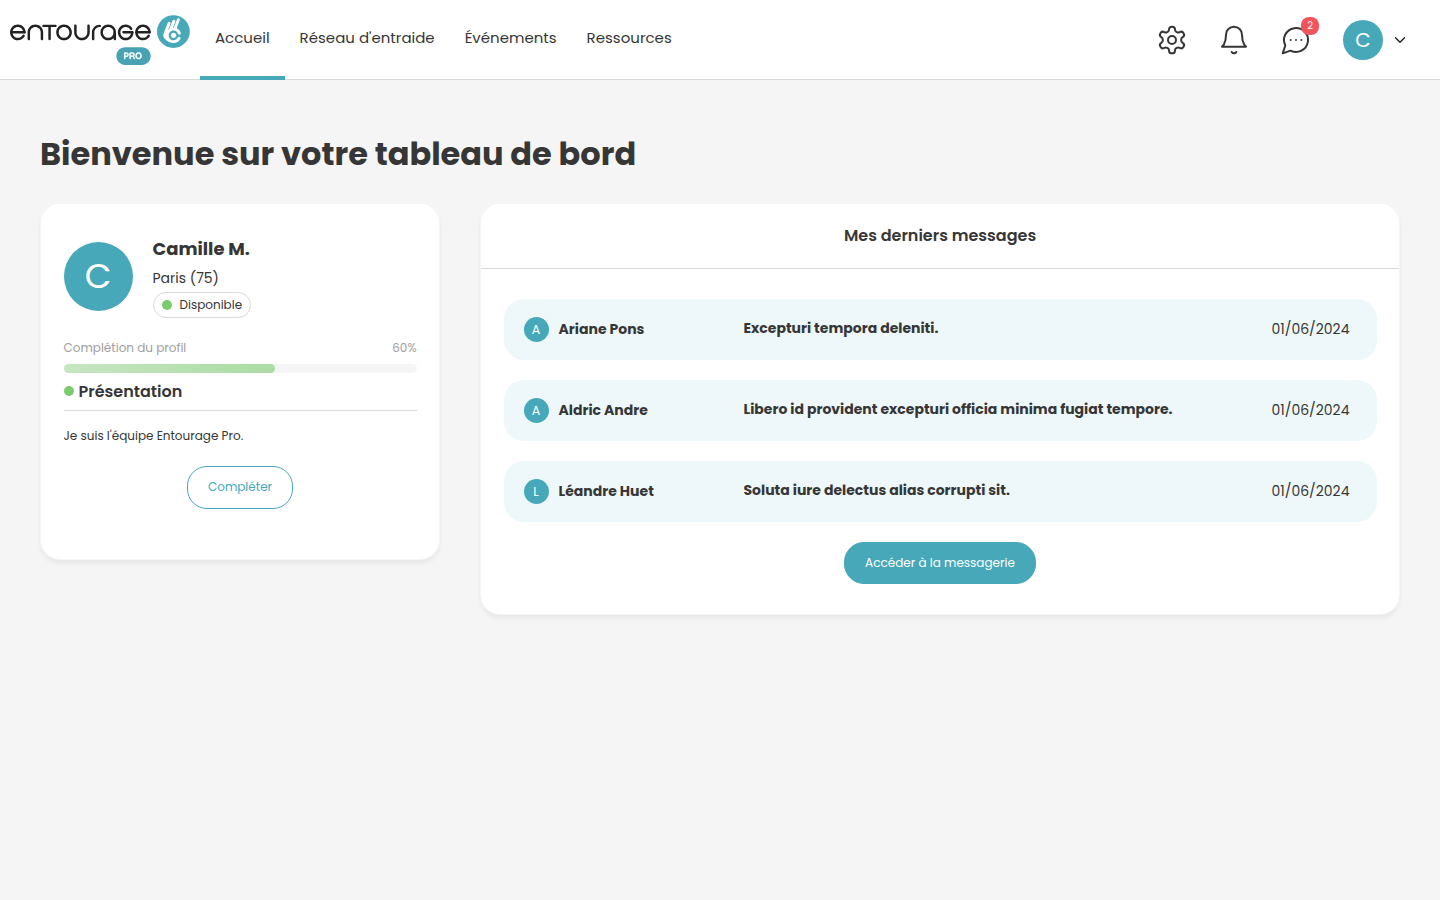 entourage
PRO
Accueil
Réseau d'entraide
Événements
Ressources
2
C
Bienvenue sur votre tableau de bord
C
Camille M.
Paris (75)
Disponible
Complétion du profil 60%
Présentation
Je suis l'équipe Entourage Pro.
Compléter
Mes derniers messages
A Ariane Pons Excepturi tempora deleniti. 01/06/2024
A Aldric Andre Libero id provident excepturi officia minima fugiat tempore. 01/06/2024
L Léandre Huet Soluta iure delectus alias corrupti sit. 01/06/2024
Accéder à la messagerie